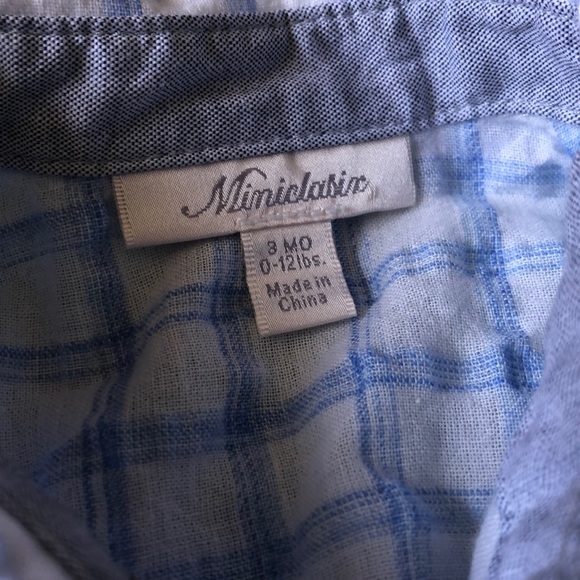 Miniclasix
3 MO
0-12lbs.
Made in
China